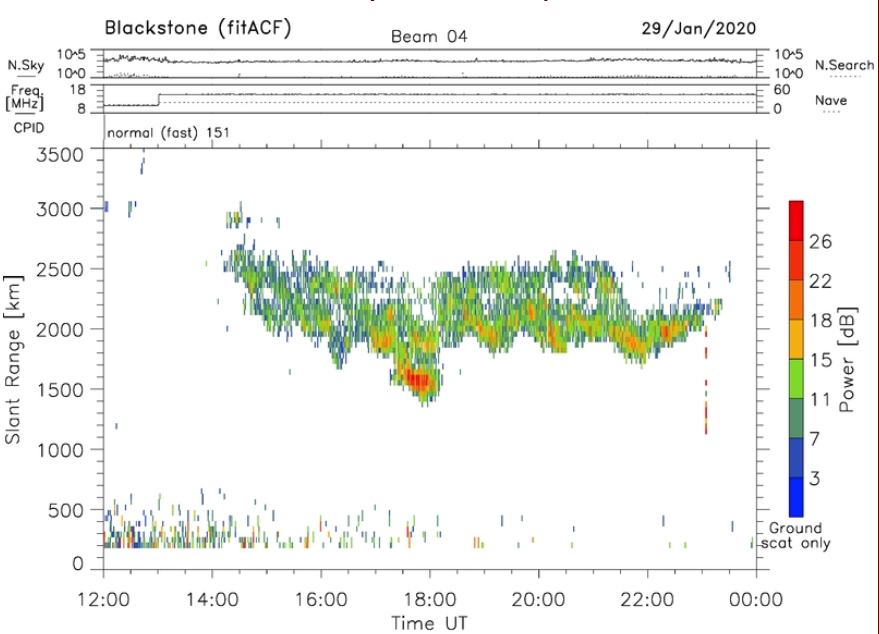 Blackstone (fitACF)
Beam 04
29/Jan/2020
N.Sky
10^5
10^0
10^5
10^0
N.Search
Freq.
[MHz]
18
8
60
0
Nave
CPID
normal (fast) 151
3500
3000
2500
2000
1500
1000
500
0
Slant Range [km]
12:00 14:00 16:00 18:00 20:00 22:00 00:00
Time UT
26
22
18
15
11
7
3
Power [dB]
Ground
scat only